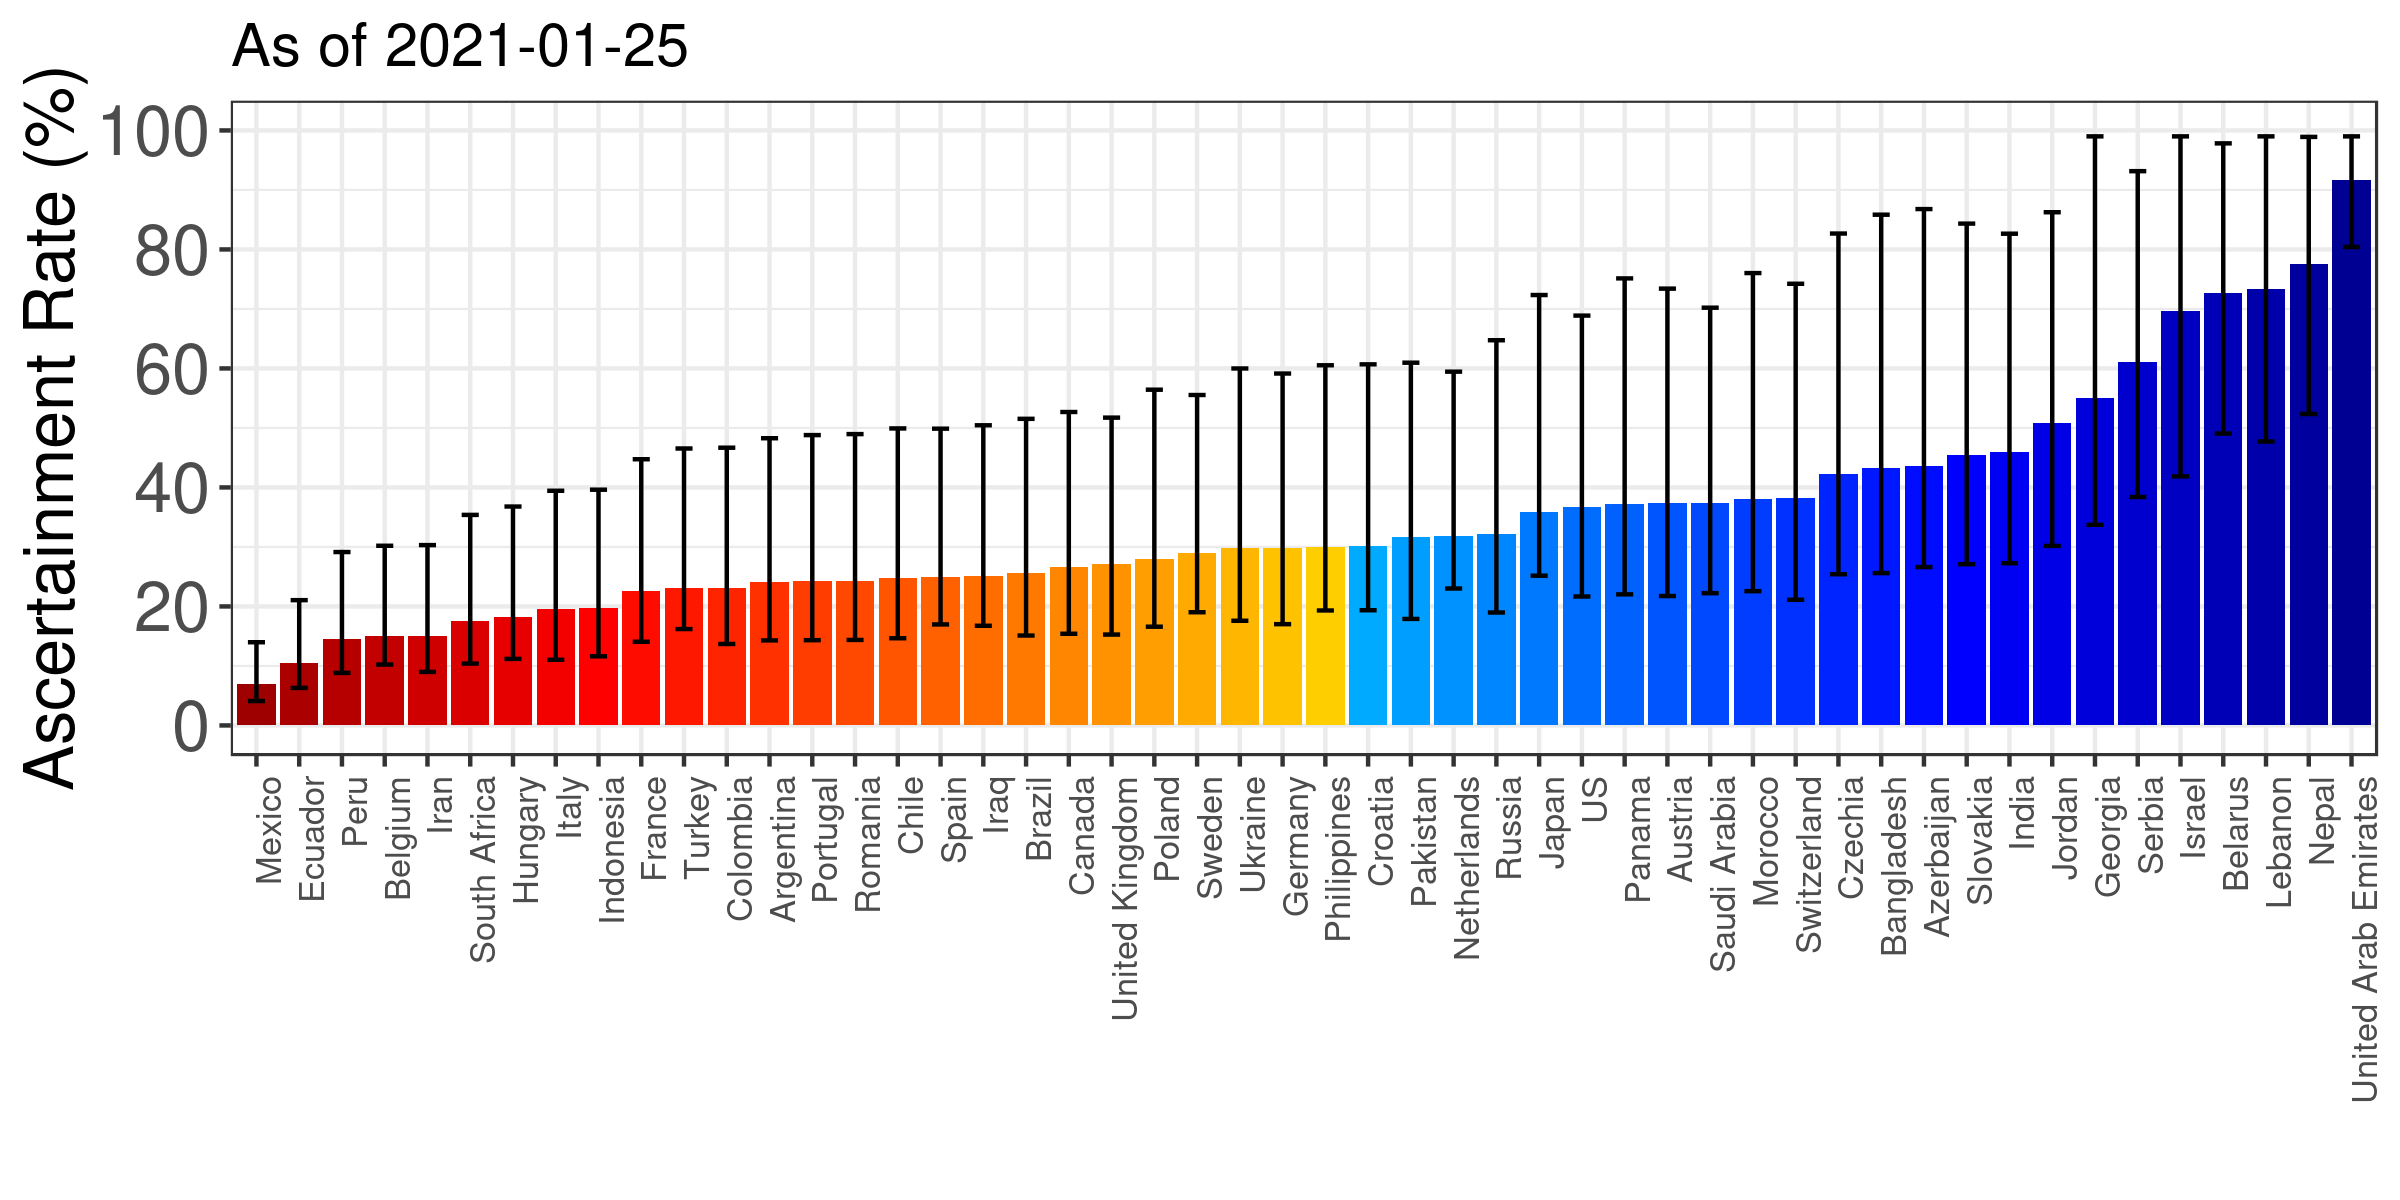 As of 2021-01-25
Ascertainment Rate (%)
100
80
60
40
20
0
Mexico
Ecuador
Peru
Belgium
Iran
South Africa
Hungary
Italy
Indonesia
France
Turkey
Colombia
Argentina
Portugal
Romania
Chile
Spain
Iraq
Brazil
Canada
United Kingdom
Poland
Sweden
Ukraine
Germany
Philippines
Croatia
Pakistan
Netherlands
Russia
Japan
US
Panama
Austria
Saudi Arabia
Morocco
Switzerland
Czechia
Bangladesh
Azerbaijan
Slovakia
India
Jordan
Georgia
Serbia
Israel
Belarus
Lebanon
Nepal
United Arab Emirates